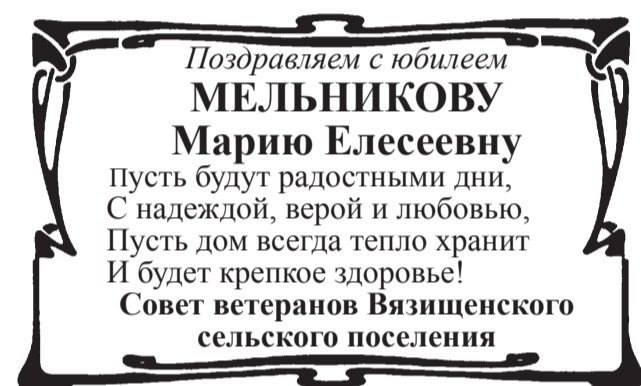 Поздравляем с юбилеем
МЕЛЬНИКОВУ
Марию Елесеевну
Пусть будут радостными дни,
С надеждой, верой и любовью,
Пусть дом всегда тепло хранит
И будет крепкое здоровье!
Совет ветеранов Вязищенского
сельского поселения